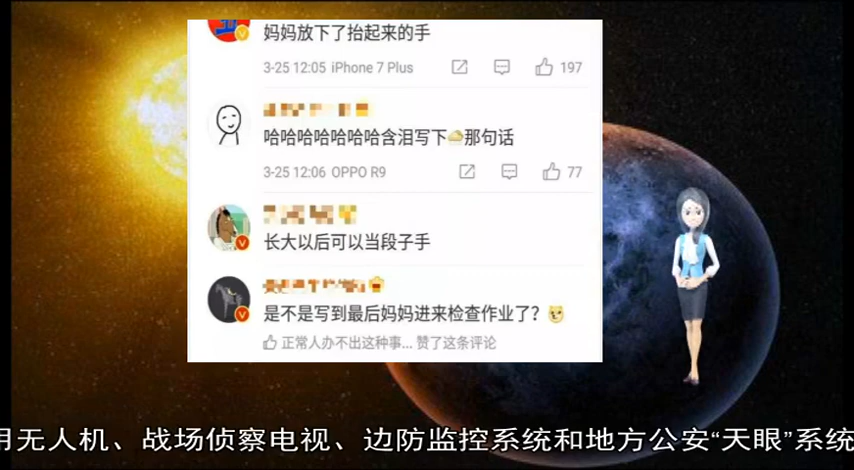 妈妈放下了抬起来的手
3-25 12:05 iPhone 7 Plus 197
哈哈哈哈哈哈哈含泪写下那句话
3-25 12:06 OPPO R9 77
长大以后可以当段子手
是不是写到最后妈妈进来检查作业了?
正常人办不出这种事... 赞了这条评论
用无人机、战场侦察电视、边防监控系统和地方公安“天眼”系统